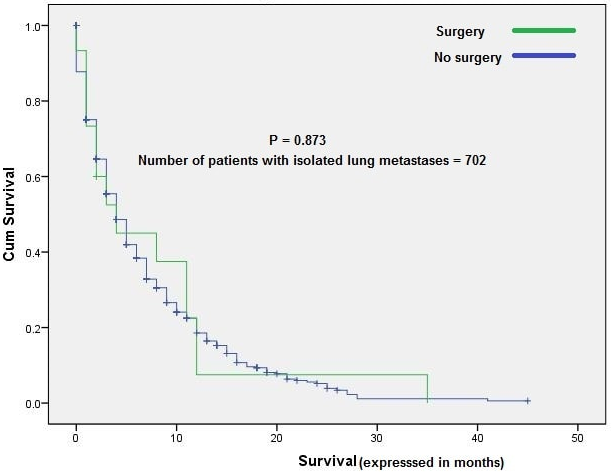 Surgery
No surgery
P = 0.873
Number of patients with isolated lung metastases = 702
Cum Survival
1.0
0.8
0.6
0.4
0.2
0.0
0 10 20 30 40 50
Survival (expresssed in months)